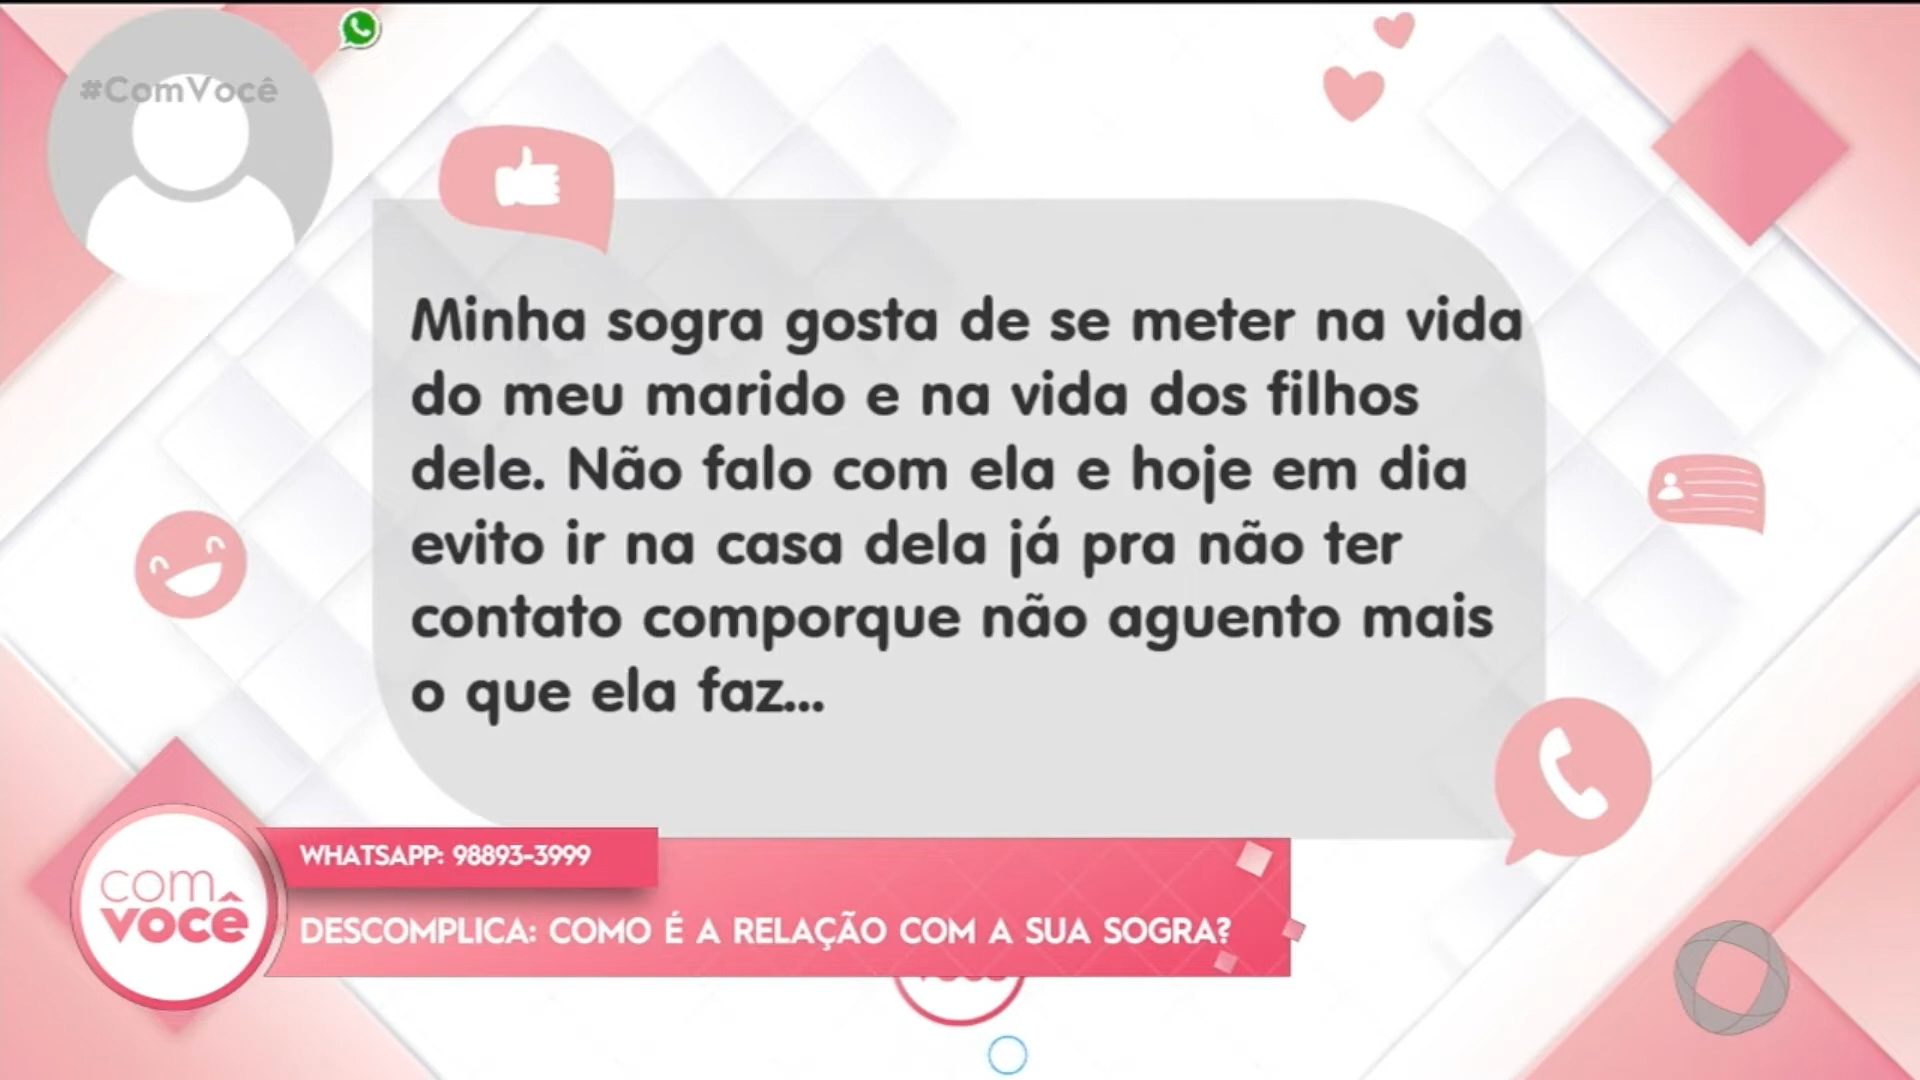 #ComVocê
Minha sogra gosta de se meter na vida
do meu marido e na vida dos filhos
dele. Não falo com ela e hoje em dia
evito ir na casa dela já pra não ter
contato comporque não aguento mais
o que ela faz...
WHATSAPP: 98893-3999
com
você
DESCOMPLICA: COMO É A RELAÇÃO COM A SUA SOGRA?